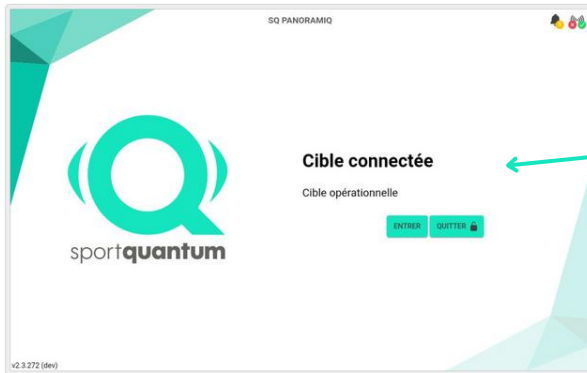 SQ PANORAMIQ
Cible connectée
Cible opérationnelle
ENTRER QUITTER
sportquantum
v2.3.272 (dev)